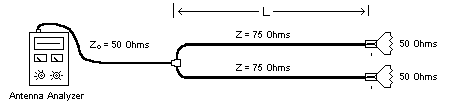 L
Zo = 50 Ohms
Z = 75 Ohms
50 Ohms
Z = 75 Ohms
50 Ohms
Antenna Analyzer